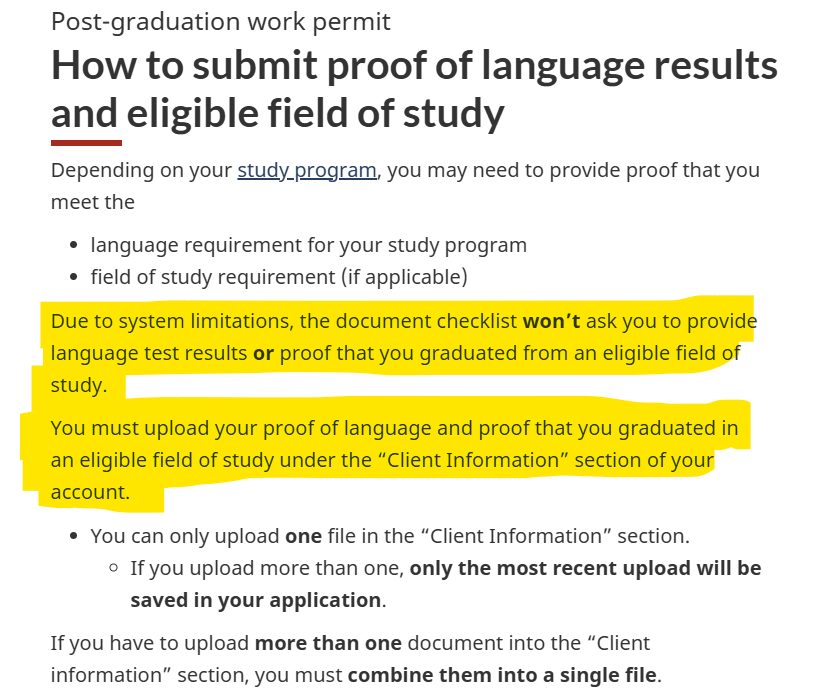 Post-graduation work permit
How to submit proof of language results
and eligible field of study
Depending on your study program, you may need to provide proof that you
meet the
• language requirement for your study program
• field of study requirement (if applicable)
Due to system limitations, the document checklist won’t ask you to provide
language test results or proof that you graduated from an eligible field of
study.
You must upload your proof of language and proof that you graduated in
an eligible field of study under the “Client Information” section of your
account.
• You can only upload one file in the “Client Information” section.
◦ If you upload more than one, only the most recent upload will be
saved in your application.
If you have to upload more than one document into the “Client
information” section, you must combine them into a single file.